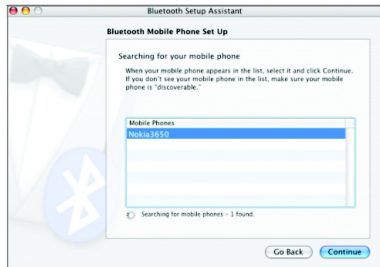 Bluetooth Setup Assistant
Bluetooth Mobile Phone Set Up
Searching for your mobile phone
When your mobile phone appears in the list, select it and click Continue.
If you don't see your mobile phone in the list, make sure your mobile
phone is "discoverable."
Mobile Phones
Nokia3650
Searching for mobile phones – 1 found.
Go Back
Continue